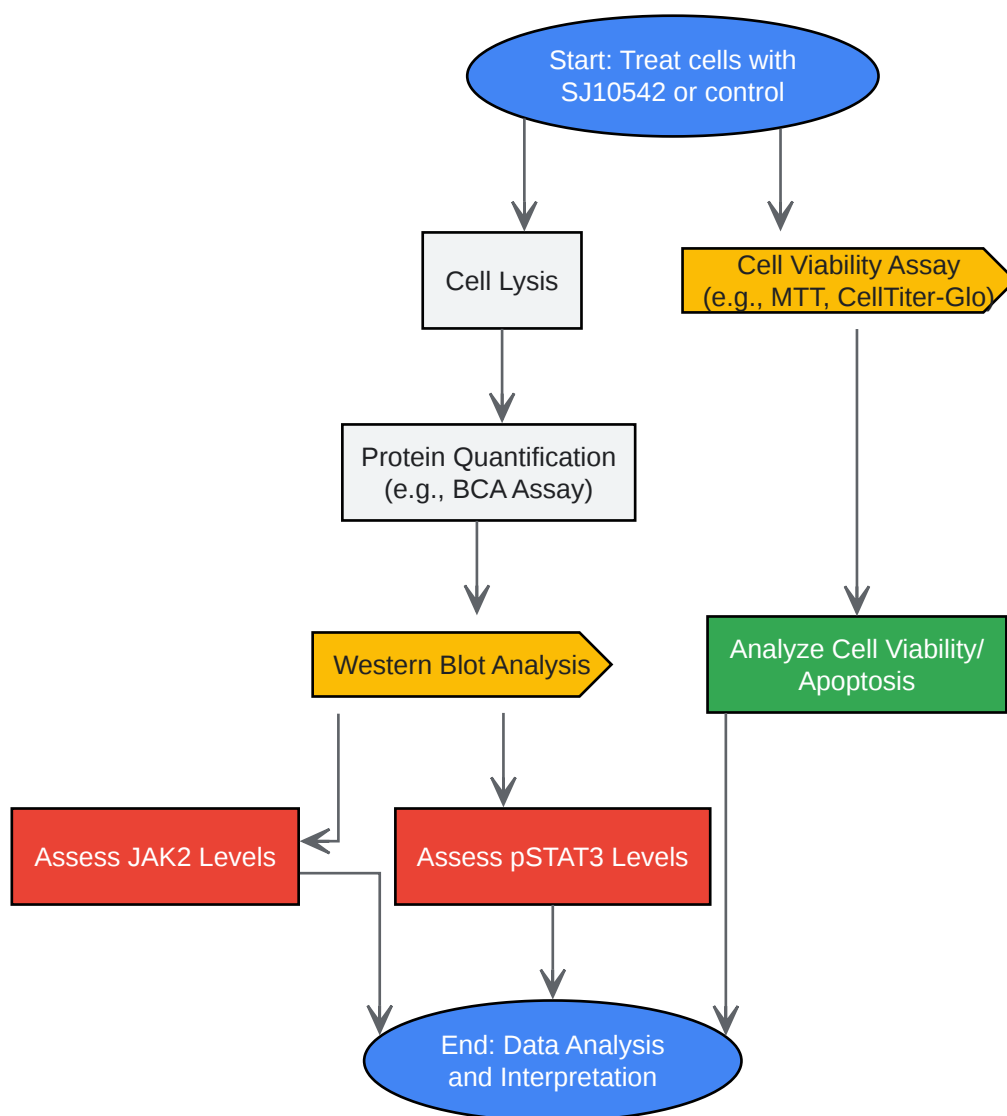 Start: Treat cells with
SJ10542 or control
Cell Lysis
Cell Viability Assay
(e.g., MTT, CellTiter-Glo)
Protein Quantification
(e.g., BCA Assay)
Western Blot Analysis
Analyze Cell Viability/
Apoptosis
Assess JAK2 Levels
Assess pSTAT3 Levels
End: Data Analysis
and Interpretation